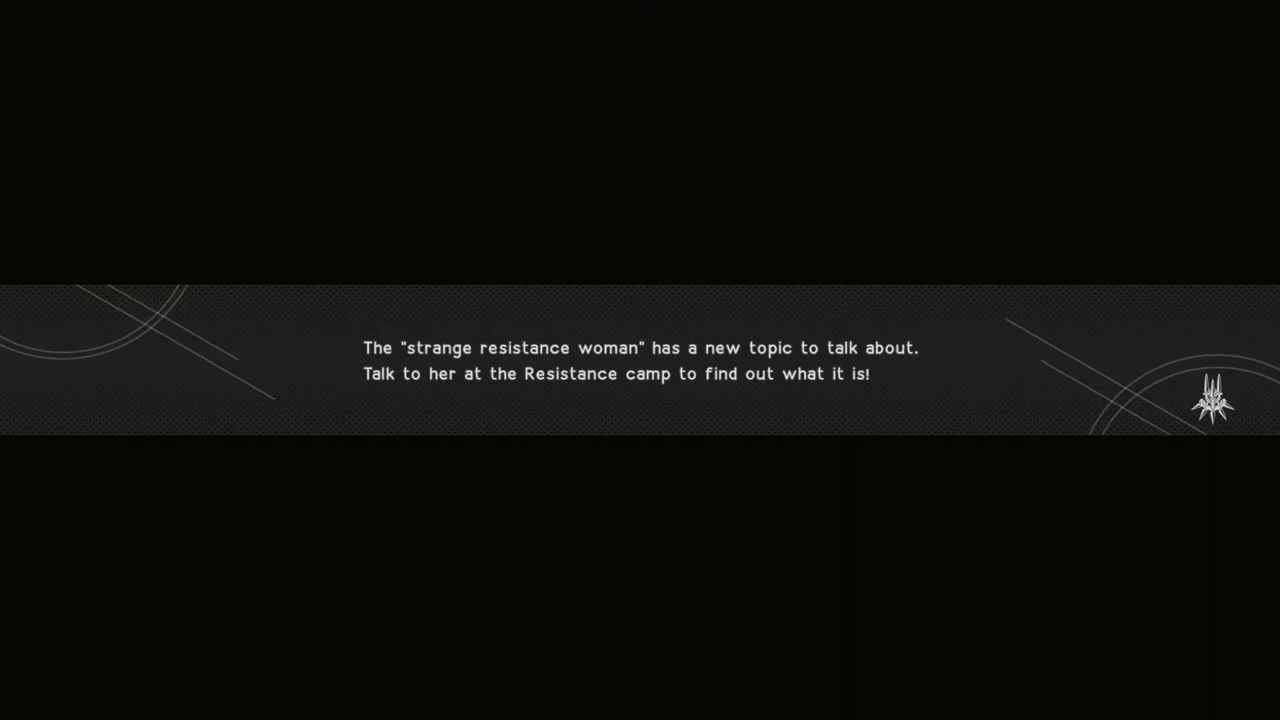 The "strange resistance woman" has a new topic to talk about.
Talk to her at the Resistance camp to find out what it is!